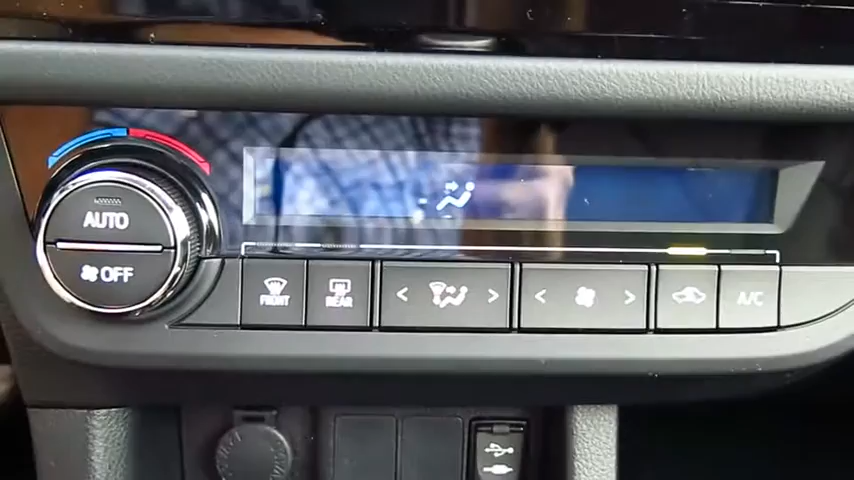 AUTO
OFF
FRONT
REAR
A/C